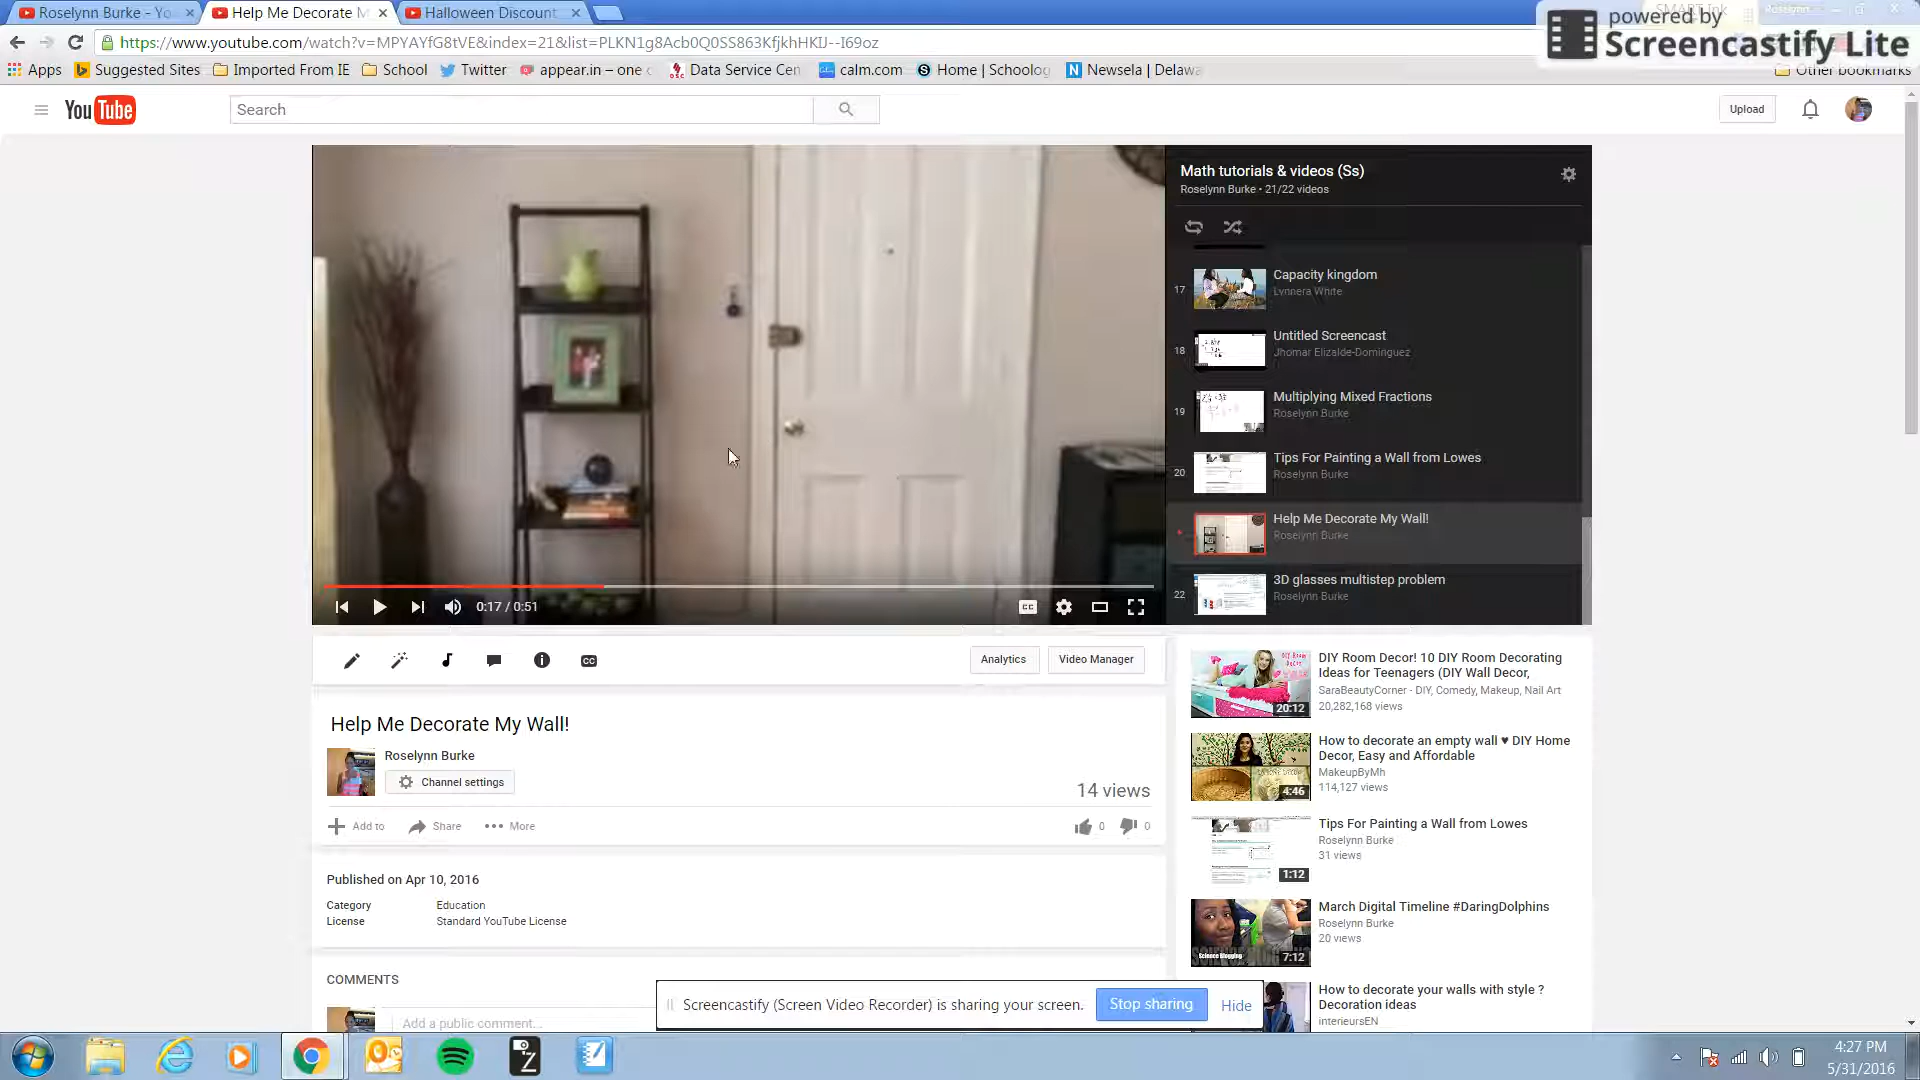 Roselynn Burke - Yo
Help Me Decorate M
Halloween Discount
powered by
Screencastify Lite
https://www.youtube.com/watch?v=MPYAYfG8tVE&index=21&list=PLKN1g8Acb0Q0SS863KfjkhHKIJ--I69oz
Apps
Suggested Sites
Imported From IE
School
Twitter
appear.in – one
Data Service Cen
calm.com
Home | Schoolog
Newsela | Delawa
Other bookmarks
YouTube
Search
Upload
Math tutorials & videos (Ss)
Roselynn Burke • 21/22 videos
17
Capacity kingdom
Lynnera White
18
Untitled Screencast
Jhomar Elizalde-Dominguez
19
Multiplying Mixed Fractions
Roselynn Burke
20
Tips For Painting a Wall from Lowes
Roselynn Burke
Help Me Decorate My Wall!
Roselynn Burke
22
3D glasses multistep problem
Roselynn Burke
0:17 / 0:51
CC
CC
Analytics
Video Manager
Help Me Decorate My Wall!
Roselynn Burke
Channel settings
14 views
Add to
Share
More
0
0
Published on Apr 10, 2016
Category Education
License Standard YouTube License
COMMENTS
Add a public comment...
DIY Room Decor! 10 DIY Room Decorating
Ideas for Teenagers (DIY Wall Decor,
SaraBeautyCorner - DIY, Comedy, Makeup, Nail Art
20,282,168 views
20:12
How to decorate an empty wall ♥ DIY Home
Decor, Easy and Affordable
MakeupByMh
114,127 views
4:46
Tips For Painting a Wall from Lowes
Roselynn Burke
31 views
1:12
March Digital Timeline #DaringDolphins
Roselynn Burke
20 views
Science Blogging
7:12
How to decorate your walls with style ?
Decoration ideas
interieursEN
Screencastify (Screen Video Recorder) is sharing your screen.
Stop sharing
Hide
4:27 PM
5/31/2016